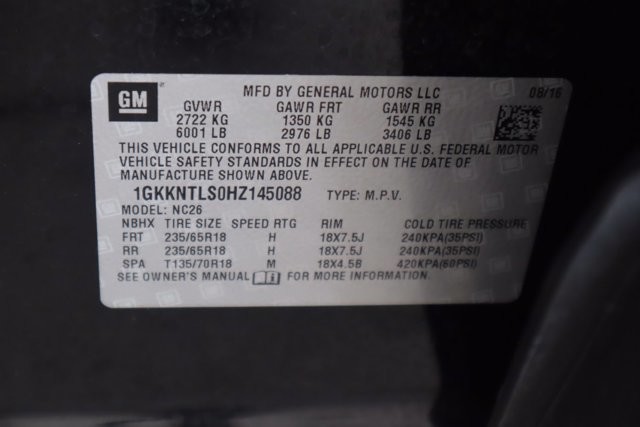 GM MFD BY GENERAL MOTORS LLC 08/16
GVWR GAWR FRT GAWR RR
2722 KG 1350 KG 1545 KG
6001 LB 2976 LB 3406 LB
THIS VEHICLE CONFORMS TO ALL APPLICABLE U.S. FEDERAL MOTOR
VEHICLE SAFETY STANDARDS IN EFFECT ON THE DATE OF
MANUFACTURE SHOWN ABOVE.
1GKKNTLS0HZ145088 TYPE: M.P.V.
MODEL: NC26
NBHX TIRE SIZE SPEED RTG RIM COLD TIRE PRESSURE
FRT 235/65R18 H 18X7.5J 240KPA(35PSI)
RR 235/65R18 H 18X7.5J 240KPA(35PSI)
SPA T135/70R18 M 18X4.5B 420KPA(60PSI)
SEE OWNER'S MANUAL FOR MORE INFORMATION.